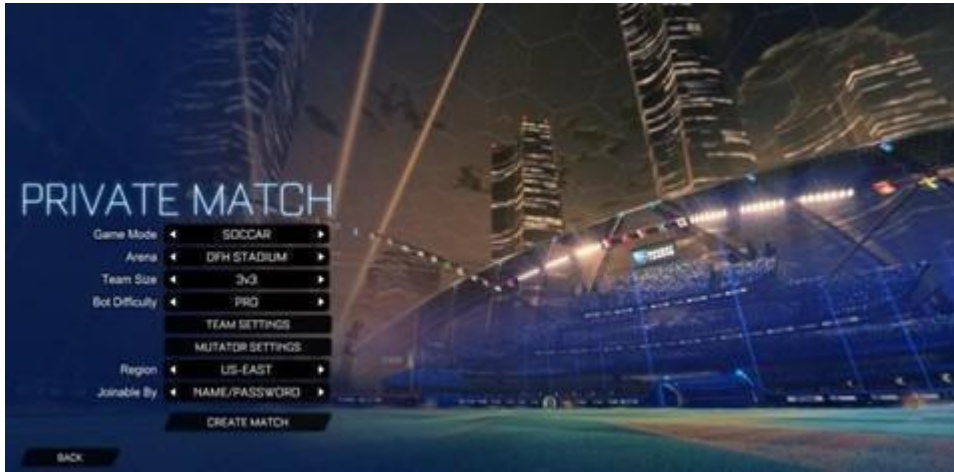 PRIVATE MATCH
Game Mode SOCCAR
Arena DFH STADIUM
Team Size 3v3
Bot Difficulty PRO
TEAM SETTINGS
MUTATOR SETTINGS
Region US-EAST
Joinable By NAME/PASSWORD
CREATE MATCH
BACK